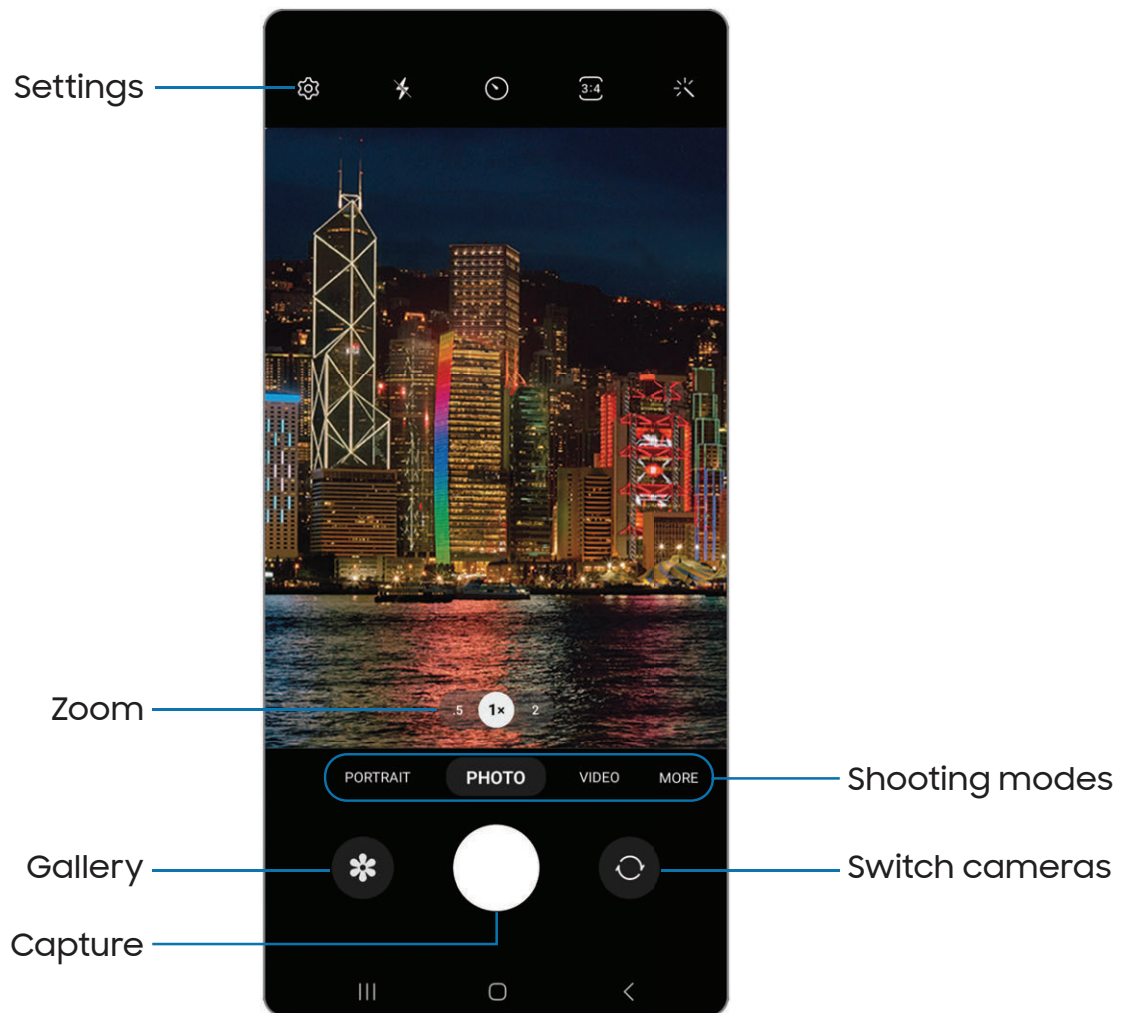 Settings
3:4
Zoom
.5 1× 2
PORTRAIT PHOTO VIDEO MORE
Shooting modes
Gallery
Switch cameras
Capture